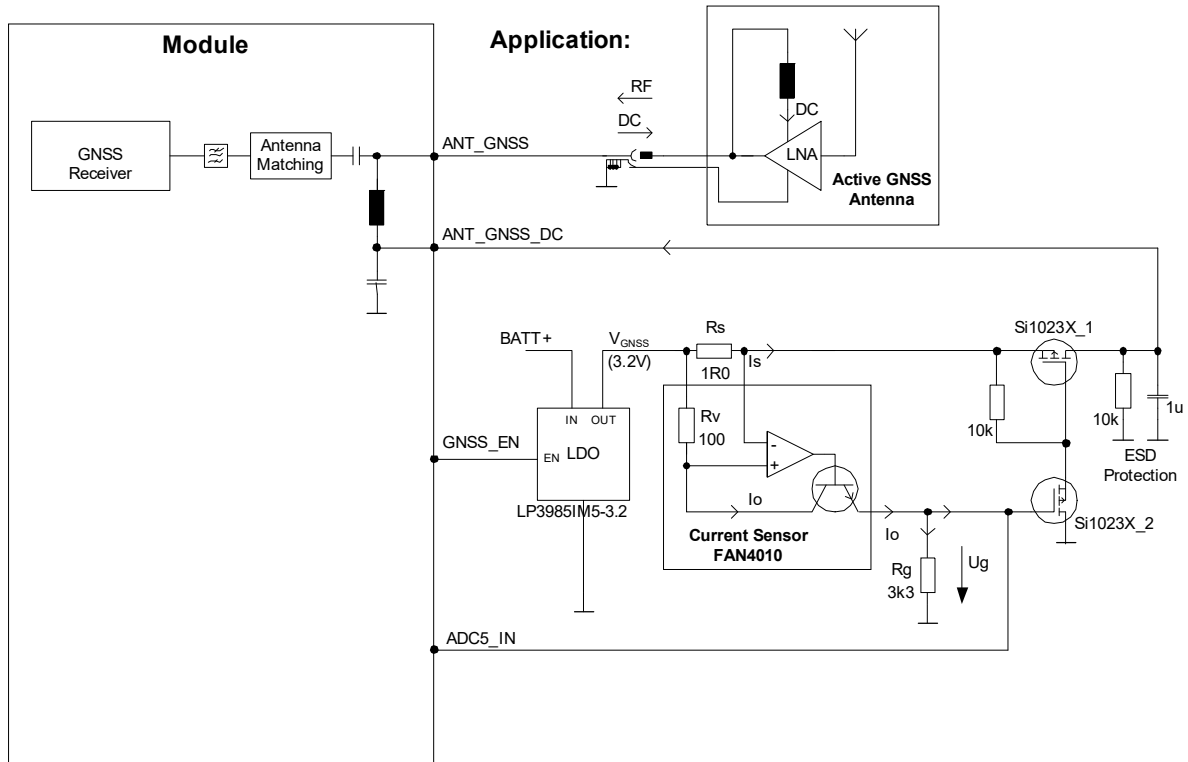 Module
Application:
GNSS
Receiver
Antenna
Matching
ANT_GNSS
RF
DC
DC
LNA
Active GNSS
Antenna
ANT_GNSS_DC
BATT+
VGNSS
(3.2V)
Rs
1R0
Is
Si1023X_1
IN
OUT
GNSS_EN
EN
LDO
LP3985IM5-3.2
Rv
100
-
+
Io
Current Sensor
FAN4010
Io
10k
10k
1u
ESD
Protection
Si1023X_2
Rg
3k3
Ug
ADC5_IN